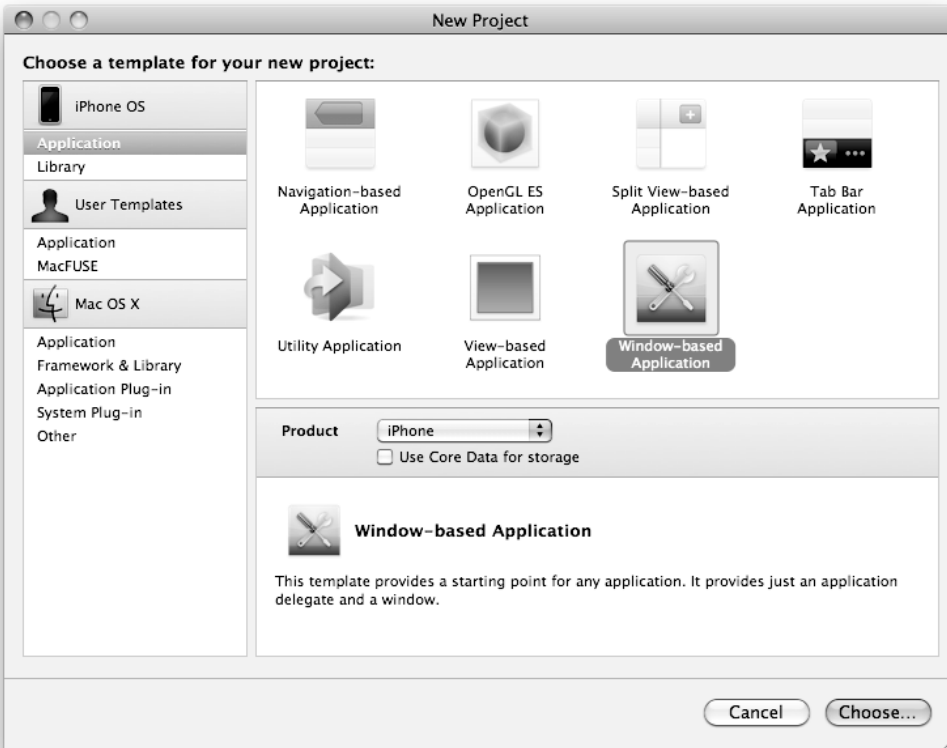 New Project
Choose a template for your new project:
iPhone OS
Application
Library
User Templates
Application
MacFUSE
Mac OS X
Application
Framework & Library
Application Plug-in
System Plug-in
Other
Navigation-based
Application
OpenGL ES
Application
Split View-based
Application
Tab Bar
Application
Utility Application
View-based
Application
Window-based
Application
Product
iPhone
Use Core Data for storage
Window-based Application
This template provides a starting point for any application. It provides just an application
delegate and a window.
Cancel
Choose...